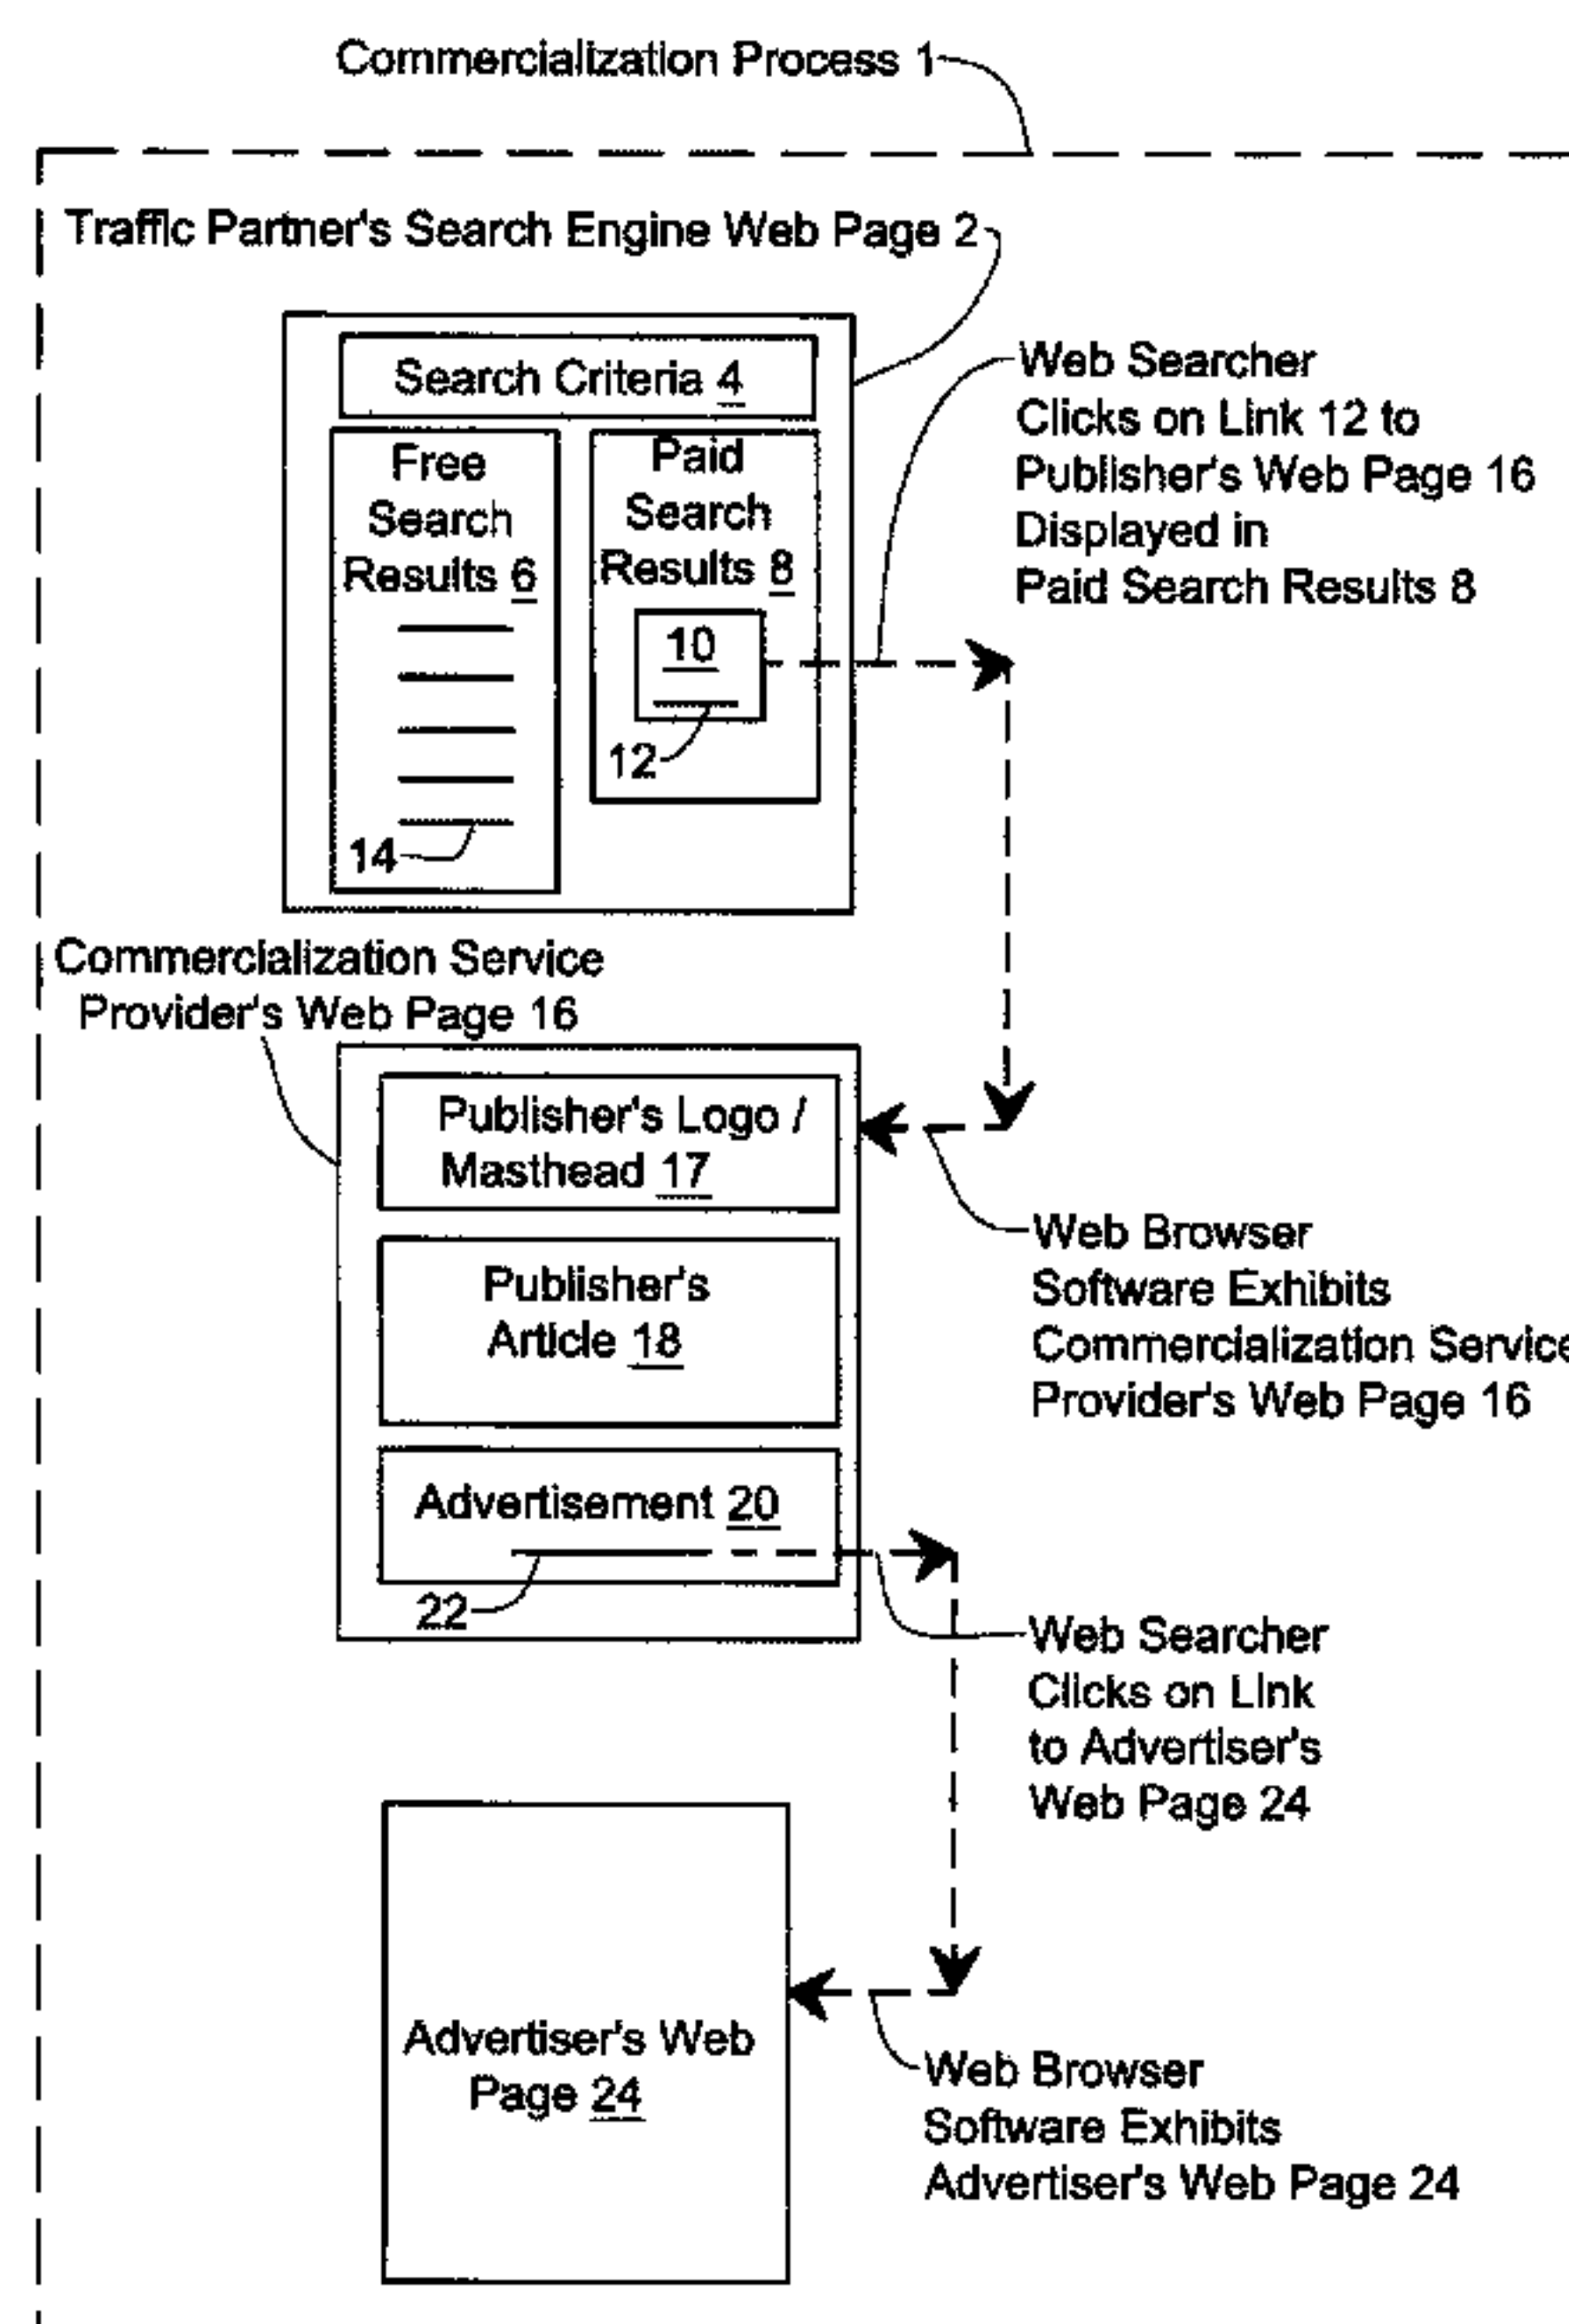 Commercialization Process 1
Traffic Partner's Search Engine Web Page 2
Search Criteria 4
Free
Search
Results 6
14
Paid
Search
Results 8
10
12
Web Searcher
Clicks on Link 12 to
Publisher's Web Page 16
Displayed in
Paid Search Results 8
Commercialization Service
Provider's Web Page 16
Publisher's Logo /
Masthead 17
Publisher's
Article 18
Advertisement 20
22
Web Browser
Software Exhibits
Commercialization Service
Provider's Web Page 16
Web Searcher
Clicks on Link
to Advertiser's
Web Page 24
Advertiser's Web
Page 24
Web Browser
Software Exhibits
Advertiser's Web Page 24